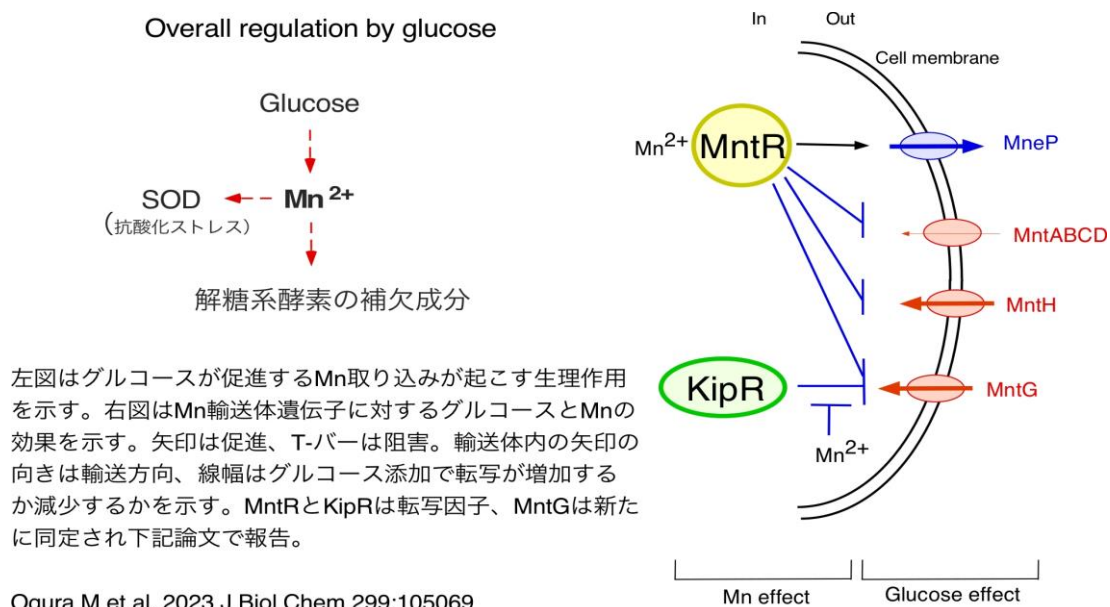 Overall regulation by glucose
Glucose
SOD
Mn 2+
(抗酸化ストレス)
解糖系酵素の補欠成分
左図はグルコースが促進するMn取り込みが起こす生理作用
を示す。右図はMn輸送体遺伝子に対するグルコースとMnの
効果を示す。矢印は促進、T-バーは阻害。輸送体内の矢印の
向きは輸送方向、線幅はグルコース添加で転写が増加する
か減少するかを示す。MntRとKipRは転写因子、MntGは新た
に同定され下記論文で報告。
Ogura M et al. 2023 J Biol Chem 299:105069
In
Out
Cell membrane
Mn2+
MntR
MneP
MntABCD
MntH
KipR
MntG
Mn2+
Mn effect
Glucose effect